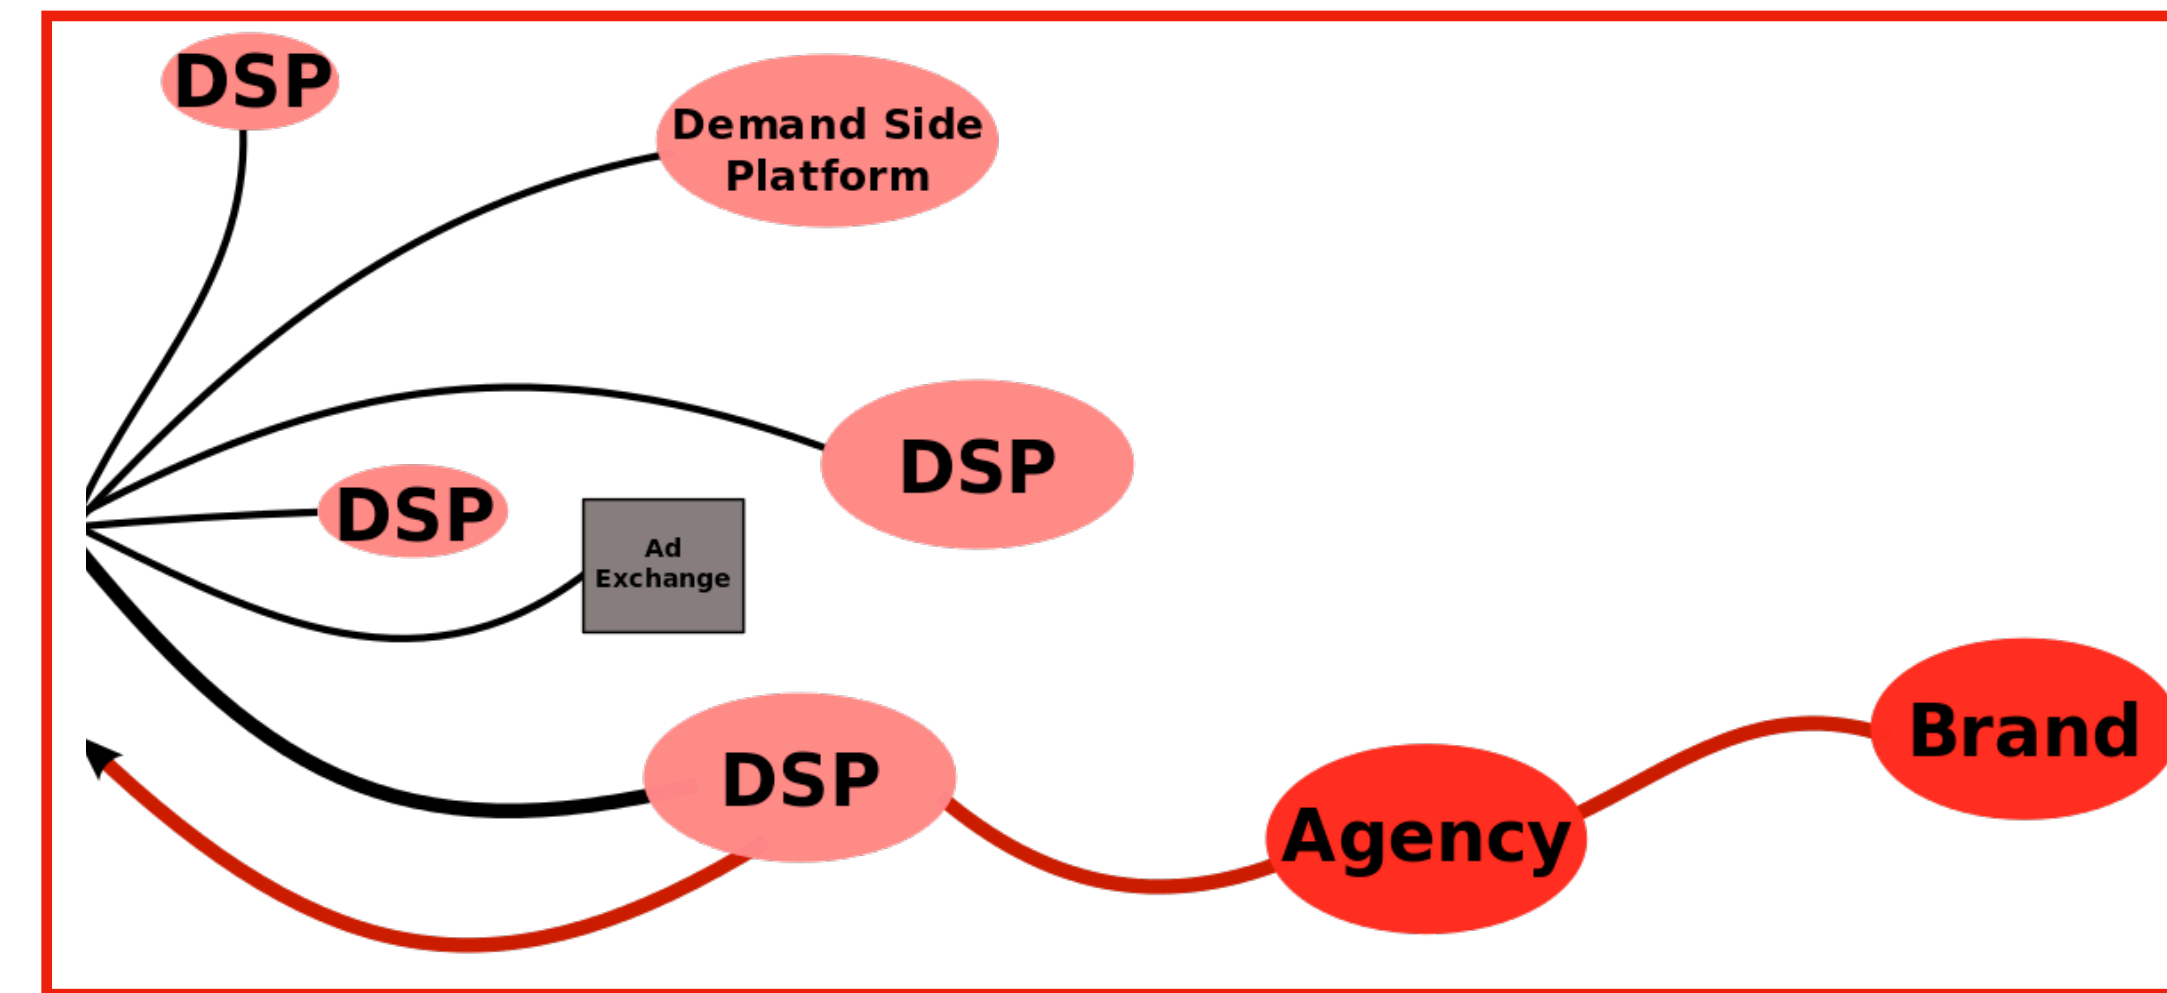 DSP
Demand Side
Platform
DSP
DSP
Ad
Exchange
DSP
Agency
Brand